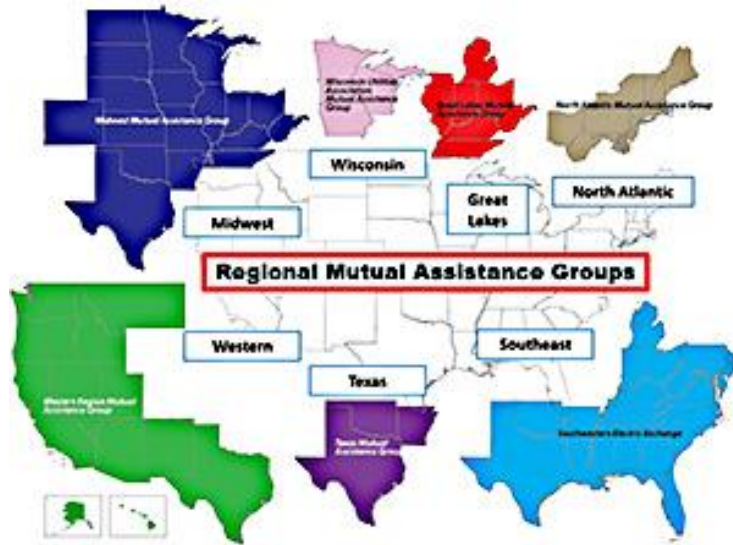 Midwest Mutual Assistance Group
Wisconsin Utilities
Association
Mutual Assistance
Group
Great Lakes Mutual
Assistance Group
North Atlantic Mutual Assistance Group
Wisconsin
Great
Lakes
North Atlantic
Midwest
Regional Mutual Assistance Groups
Western
Southeast
Texas
Western Region Mutual
Assistance Group
Texas Mutual
Assistance Group
Southeastern Electric Exchange